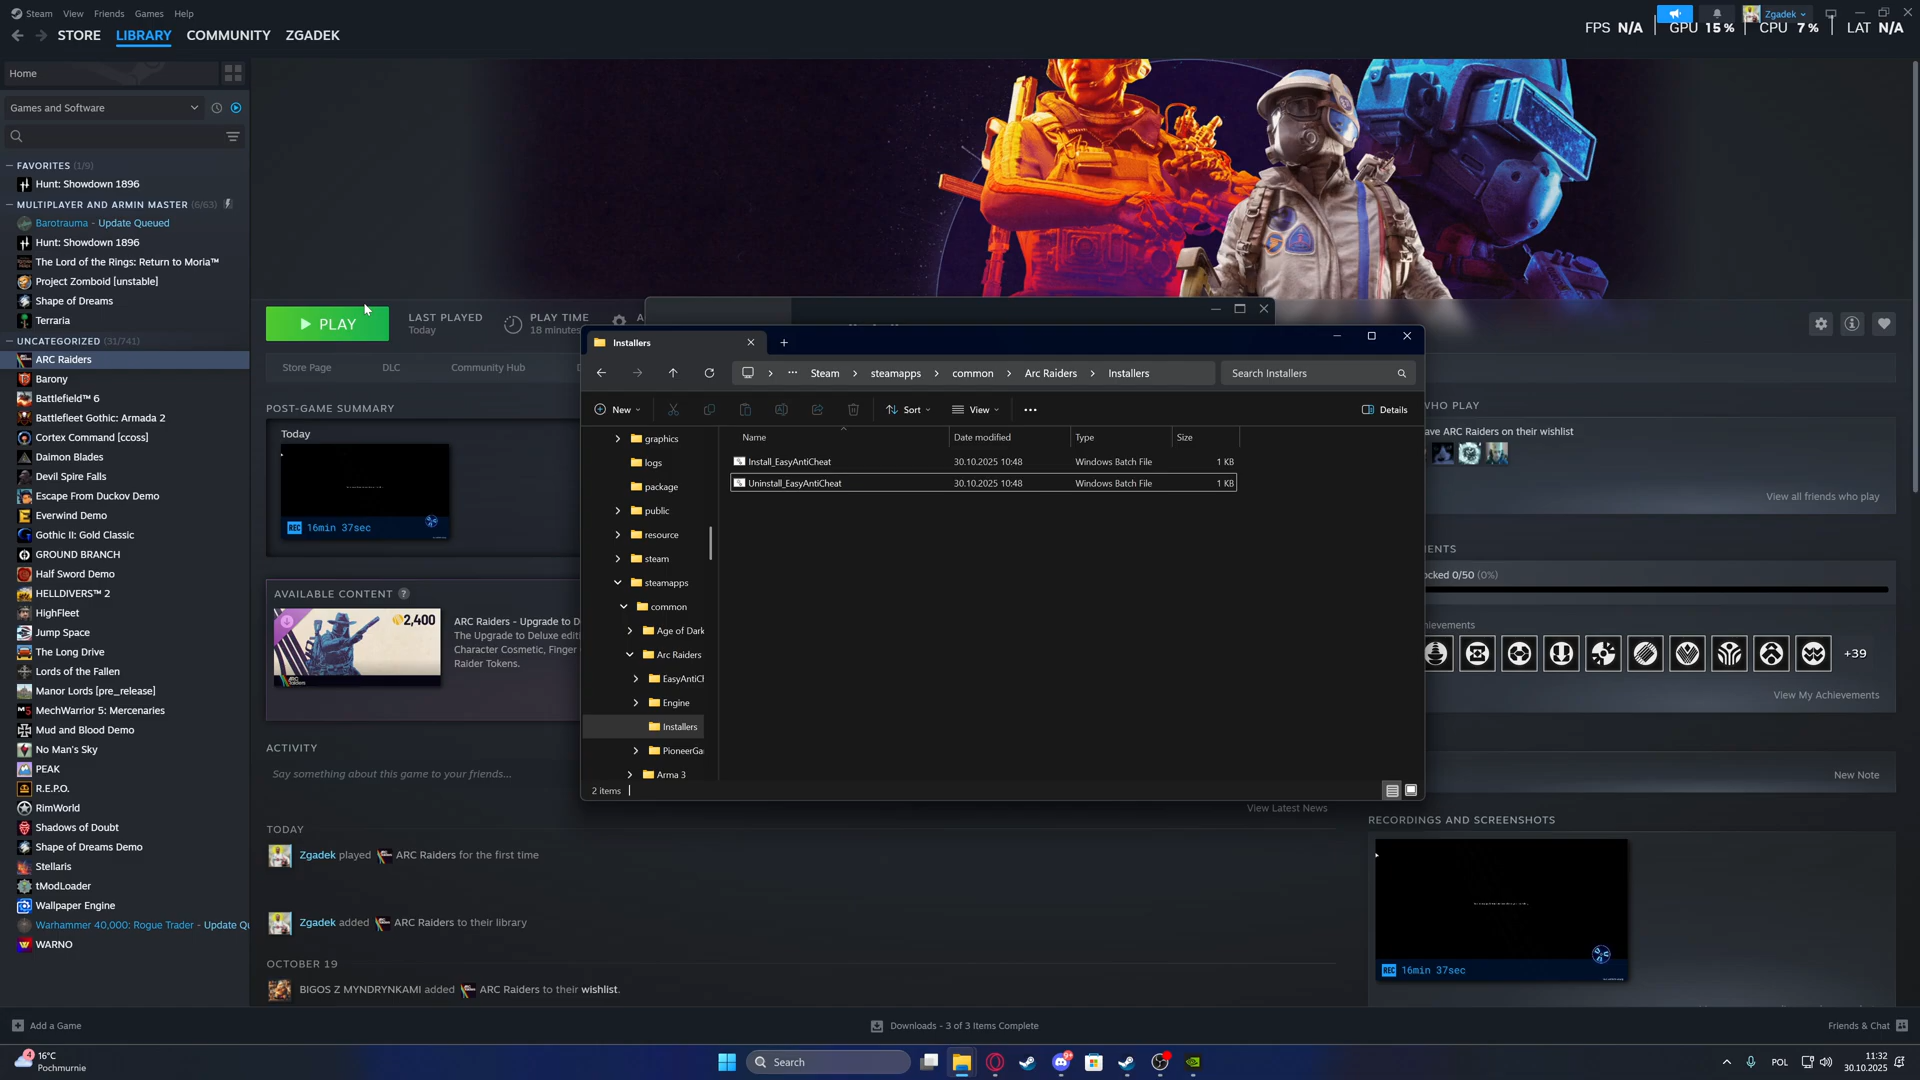 Steam View Friends Games Help
Zgadek
FPS N/A GPU 15 % CPU 7 % LAT N/A
STORE LIBRARY COMMUNITY ZGADEK
Home
Games and Software
FAVORITES (1/9)
Hunt: Showdown 1896
MULTIPLAYER AND ARMIN MASTER (6/63)
Barotrauma - Update Queued
Hunt: Showdown 1896
The Lord of the Rings: Return to Moria™
Project Zomboid [unstable]
Shape of Dreams
Terraria
UNCATEGORIZED (31/741)
ARC Raiders
Barony
Battlefield™ 6
Battlefleet Gothic: Armada 2
Cortex Command [ccoss]
Daimon Blades
Devil Spire Falls
Escape From Duckov Demo
Everwind Demo
Gothic II: Gold Classic
GROUND BRANCH
Half Sword Demo
HELLDIVERS™ 2
HighFleet
Jump Space
The Long Drive
Lords of the Fallen
Manor Lords [pre_release]
MechWarrior 5: Mercenaries
Mud and Blood Demo
No Man's Sky
PEAK
R.E.P.O.
RimWorld
Shadows of Doubt
Shape of Dreams Demo
Stellaris
tModLoader
Wallpaper Engine
Warhammer 40,000: Rogue Trader - Update Qu
WARNO
PLAY
LAST PLAYED
Today
PLAY TIME
18 minutes
A
Store Page DLC Community Hub D
POST-GAME SUMMARY
Today
REC 16min 37sec
AVAILABLE CONTENT ?
2,400
ARC Raiders - Upgrade to D
The Upgrade to Deluxe editi
Character Cosmetic, Finger
Raider Tokens.
ACTIVITY
Say something about this game to your friends...
View Latest News
TODAY
Zgadek played ARC Raiders for the first time
Zgadek added ARC Raiders to their library
OCTOBER 19
BIGOS Z MYNDRYNKAMI added ARC Raiders to their wishlist.
Installers
Steam steamapps common Arc Raiders Installers
Search Installers
New Sort View Details
graphics
logs
package
public
resource
steam
steamapps
common
Age of Dark
Arc Raiders
EasyAntiCh
Engine
Installers
PioneerGa
Arma 3
Name Date modified Type Size
Install_EasyAntiCheat 30.10.2025 10:48 Windows Batch File 1 KB
Uninstall_EasyAntiCheat 30.10.2025 10:48 Windows Batch File 1 KB
2 items
WHO PLAY
ave ARC Raiders on their wishlist
View all friends who play
ENTS
ocked 0/50 (0%)
hievements
+39
View My Achievements
New Note
RECORDINGS AND SCREENSHOTS
REC 16min 37sec
Add a Game
Downloads - 3 of 3 Items Complete
Friends & Chat
4
16°C
Pochmurnie
Search
9+
POL
11:32
30.10.2025